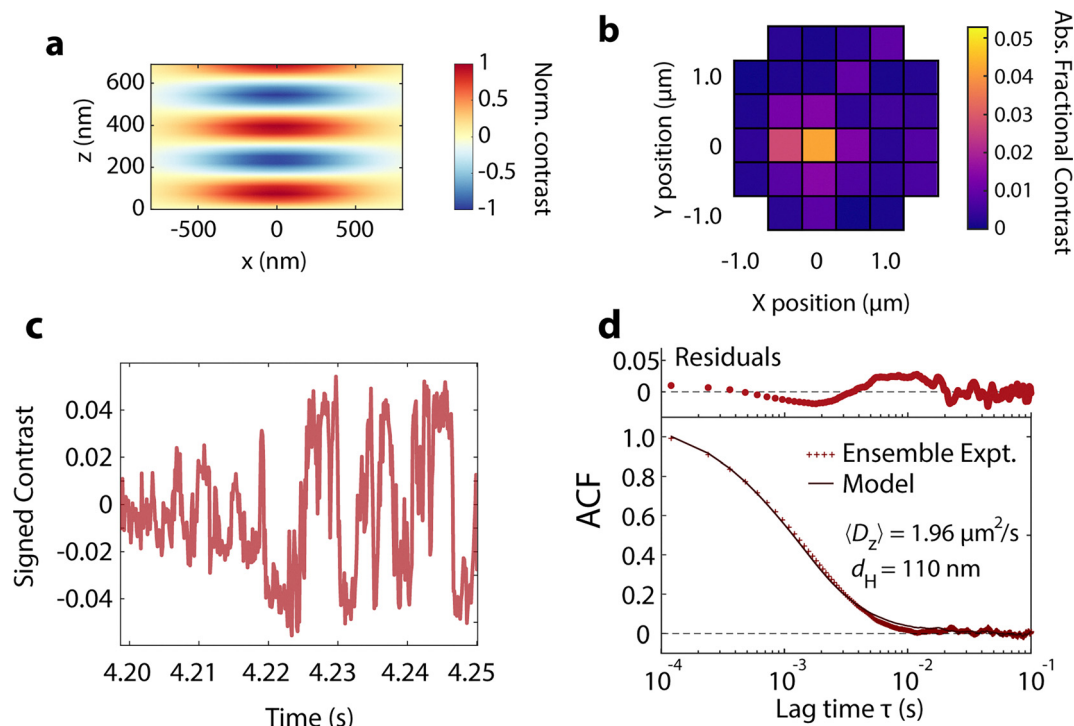 a
600
400
200
0
z (nm)
-500
0
500
x (nm)
1
0.5
0
-0.5
-1
Norm. contrast
b
1.0
0
-1.0
Y position (µm)
-1.0
0
1.0
X position (µm)
0.05
0.04
0.03
0.02
0.01
0
Abs. Fractional Contrast
c
0.04
0.02
0
-0.02
-0.04
Signed Contrast
4.20
4.21
4.22
4.23
4.24
4.25
Time (s)
d
0.05
0
Residuals
1.0
0.8
0.6
0.4
0.2
0
ACF
Ensemble Expt.
Model
⟨D_z⟩ = 1.96 µm²/s
d_H = 110 nm
10⁻⁴
10⁻³
10⁻²
10⁻¹
Lag time τ (s)